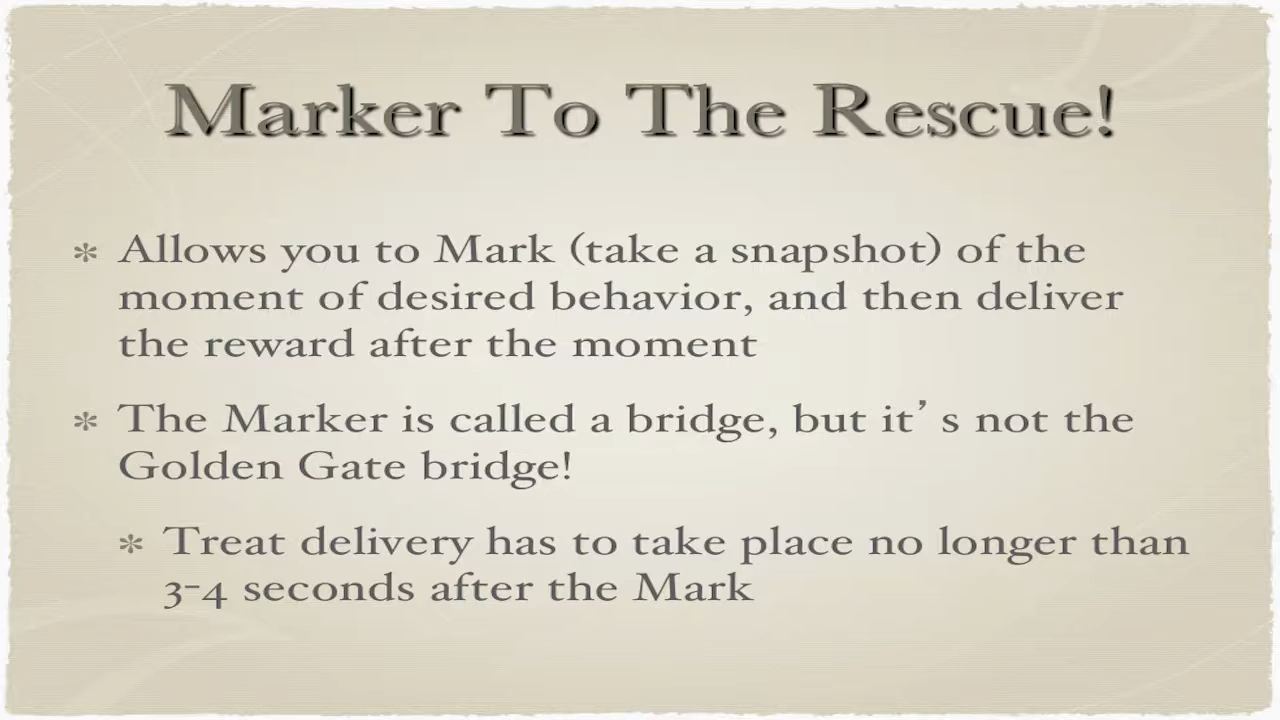 Marker To The Rescue!
* Allows you to Mark (take a snapshot) of the
moment of desired behavior, and then deliver
the reward after the moment
* The Marker is called a bridge, but it’ s not the
Golden Gate bridge!
* Treat delivery has to take place no longer than
3-4 seconds after the Mark